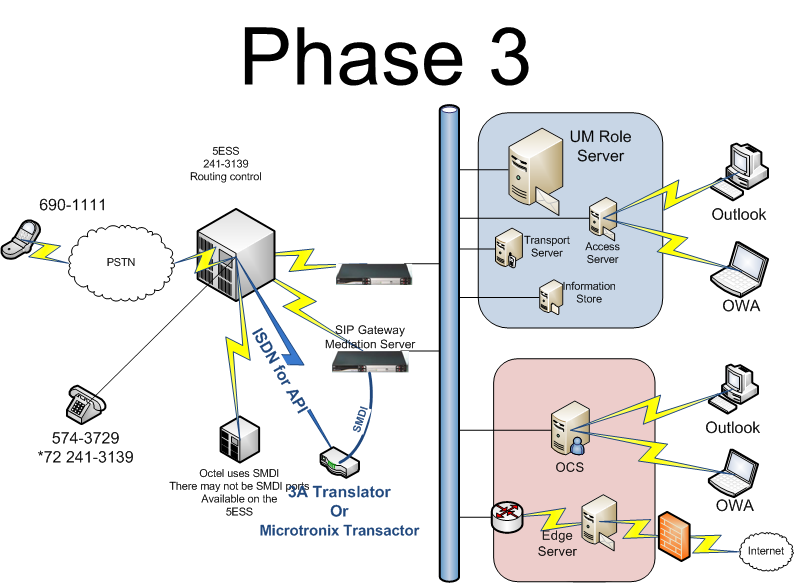 Phase 3
5ESS
241-3139
Routing control
690-1111
PSTN
574-3729
*72 241-3139
Octel uses SMDI
There may not be SMDI ports
Available on the
5ESS
ISDN for API
SMDI
3A Translator
Or
Microtronix Transactor
SIP Gateway
Mediation Server
UM Role
Server
Transport
Server
Access
Server
Information
Store
Outlook
OWA
OCS
Outlook
OWA
Edge
Server
Internet